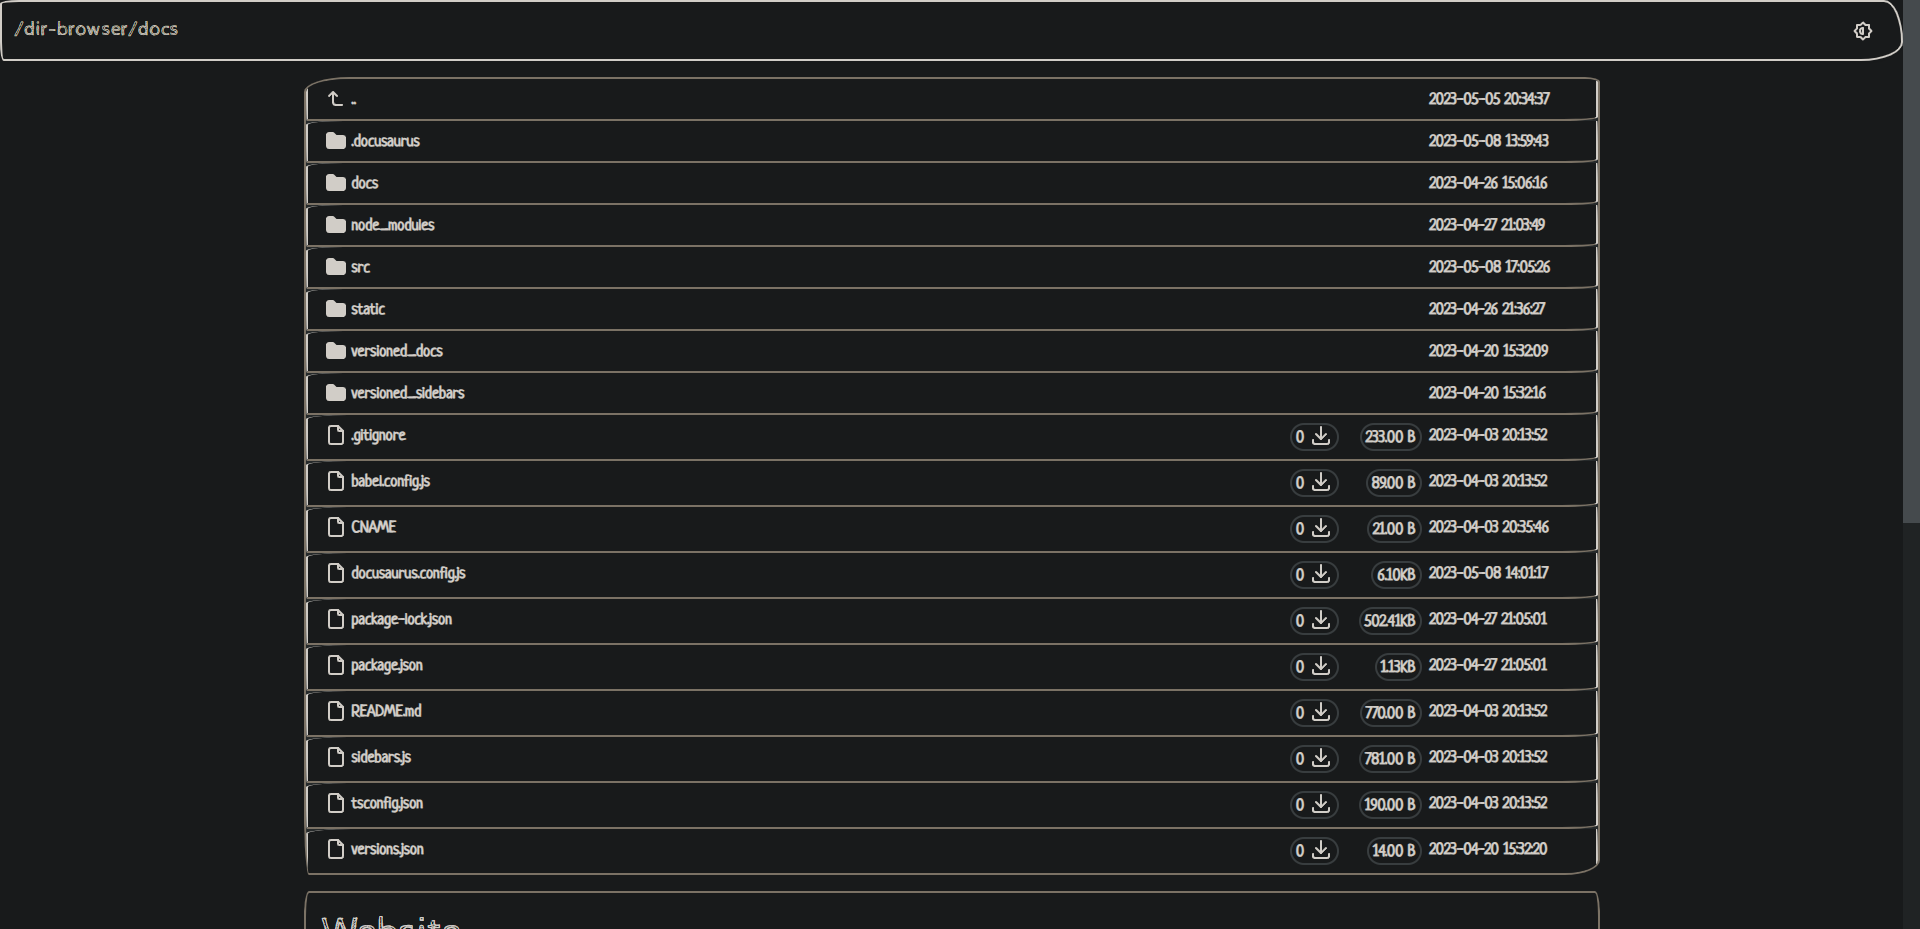 /dir-browser/docs
.. 2023-05-05 20:34:37
.docusaurus 2023-05-08 13:59:43
docs 2023-04-26 15:06:16
node_modules 2023-04-27 21:03:49
src 2023-05-08 17:05:26
static 2023-04-26 21:36:27
versioned_docs 2023-04-20 15:32:09
versioned_sidebars 2023-04-20 15:32:16
.gitignore 0 233.00 B 2023-04-03 20:13:52
babel.config.js 0 89.00 B 2023-04-03 20:13:52
CNAME 0 21.00 B 2023-04-03 20:35:46
docusaurus.config.js 0 6.10KB 2023-05-08 14:01:17
package-lock.json 0 502.41KB 2023-04-27 21:05:01
package.json 0 1.13KB 2023-04-27 21:05:01
README.md 0 770.00 B 2023-04-03 20:13:52
sidebars.js 0 781.00 B 2023-04-03 20:13:52
tsconfig.json 0 190.00 B 2023-04-03 20:13:52
versions.json 0 14.00 B 2023-04-20 15:32:20
Website